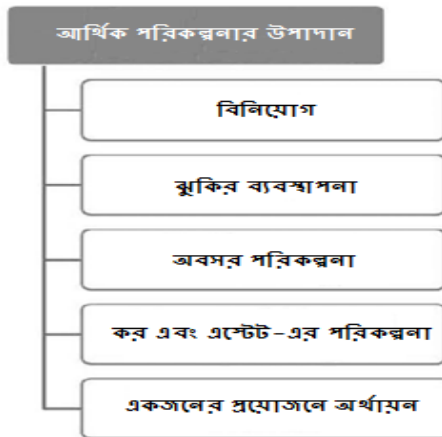 আর্থিক পরিকল্পনার উপাদান
বিনিয়োগ
ঝুকির ব্যবস্থাপনা
অবসর পরিকল্পনা
কর এবং এস্টেট-এর পরিকল্পনা
একজনের প্রয়োজনে অর্থায়ন